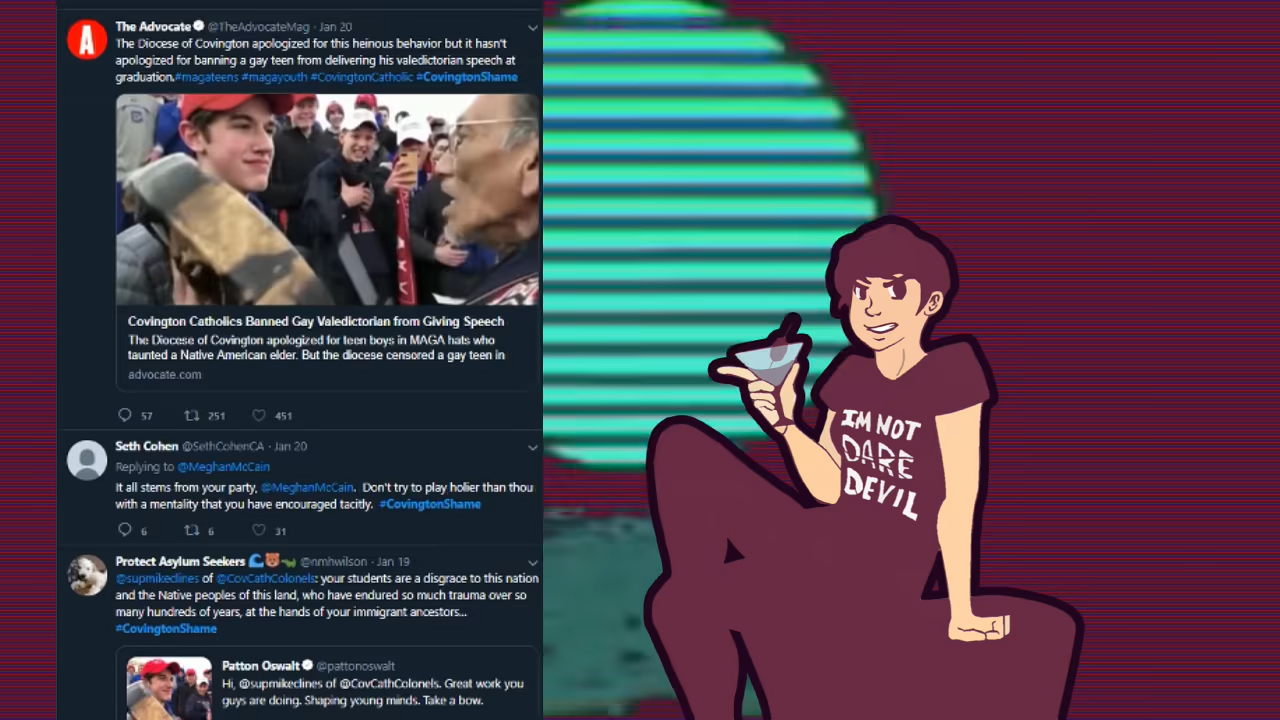 The Advocate @TheAdvocateMag · Jan 20
The Diocese of Covington apologized for this heinous behavior but it hasn't
apologized for banning a gay teen from delivering his valedictorian speech at
graduation.#magateens #magayouth #CovingtonCatholic #CovingtonShame
Covington Catholics Banned Gay Valedictorian from Giving Speech
The Diocese of Covington apologized for teen boys in MAGA hats who
taunted a Native American elder. But the diocese censored a gay teen in
advocate.com
57 251 451
Seth Cohen @SethCohenCA · Jan 20
Replying to @MeghanMcCain
It all stems from your party, @MeghanMcCain. Don't try to play holier than thou
with a mentality that you have encouraged tacitly. #CovingtonShame
6 6 31
Protect Asylum Seekers @nmhwilson · Jan 19
@supmikeclines of @CovCathColonels: your students are a disgrace to this nation
and the Native peoples of this land, who have endured so much trauma over so
many hundreds of years, at the hands of your immigrant ancestors...
#CovingtonShame
Patton Oswalt @pattonoswalt
Hi, @supmikeclines of @CovCathColonels. Great work you
guys are doing. Shaping young minds. Take a bow.
IM NOT
DARE
DEVIL